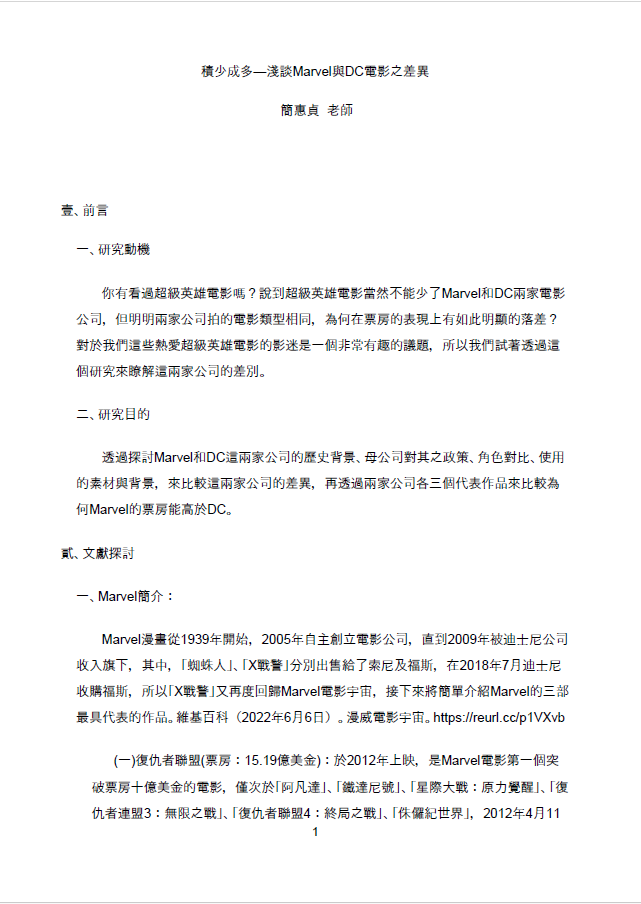 積少成多—淺談Marvel與DC電影之差異
簡惠貞 老師
壹、前言
一、研究動機
你有看過超級英雄電影嗎？說到超級英雄電影當然不能少了Marvel和DC兩家電影
公司，但明明兩家公司拍的電影類型相同，為何在票房的表現上有如此明顯的落差？
對於我們這些熱愛超級英雄電影的影迷是一個非常有趣的議題，所以我們試著透過這
個研究來瞭解這兩家公司的差別。
二、研究目的
透過探討Marvel和DC這兩家公司的歷史背景、母公司對其之政策、角色對比、使用
的素材與背景，來比較這兩家公司的差異，再透過兩家公司各三個代表作品來比較為
何Marvel的票房能高於DC。
貳、文獻探討
一、Marvel簡介：
Marvel漫畫從1939年開始，2005年自主創立電影公司，直到2009年被迪士尼公司
收入旗下，其中，「蜘蛛人」、「X戰警」分別出售給了索尼及福斯，在2018年7月迪士尼
收購福斯，所以「X戰警」又再度回歸Marvel電影宇宙，接下來將簡單介紹Marvel的三部
最具代表的作品。維基百科（2022年6月6日）。漫威電影宇宙。https://reurl.cc/p1VXvb
(一)復仇者聯盟(票房：15.19億美金)：於2012年上映，是Marvel電影第一個突
破票房十億美金的電影，僅次於「阿凡達」、「鐵達尼號」、「星際大戰：原力覺醒」、「復
仇者連盟3：無限之戰」、「復仇者聯盟4：終局之戰」、「侏儸紀世界」，2012年4月11
1